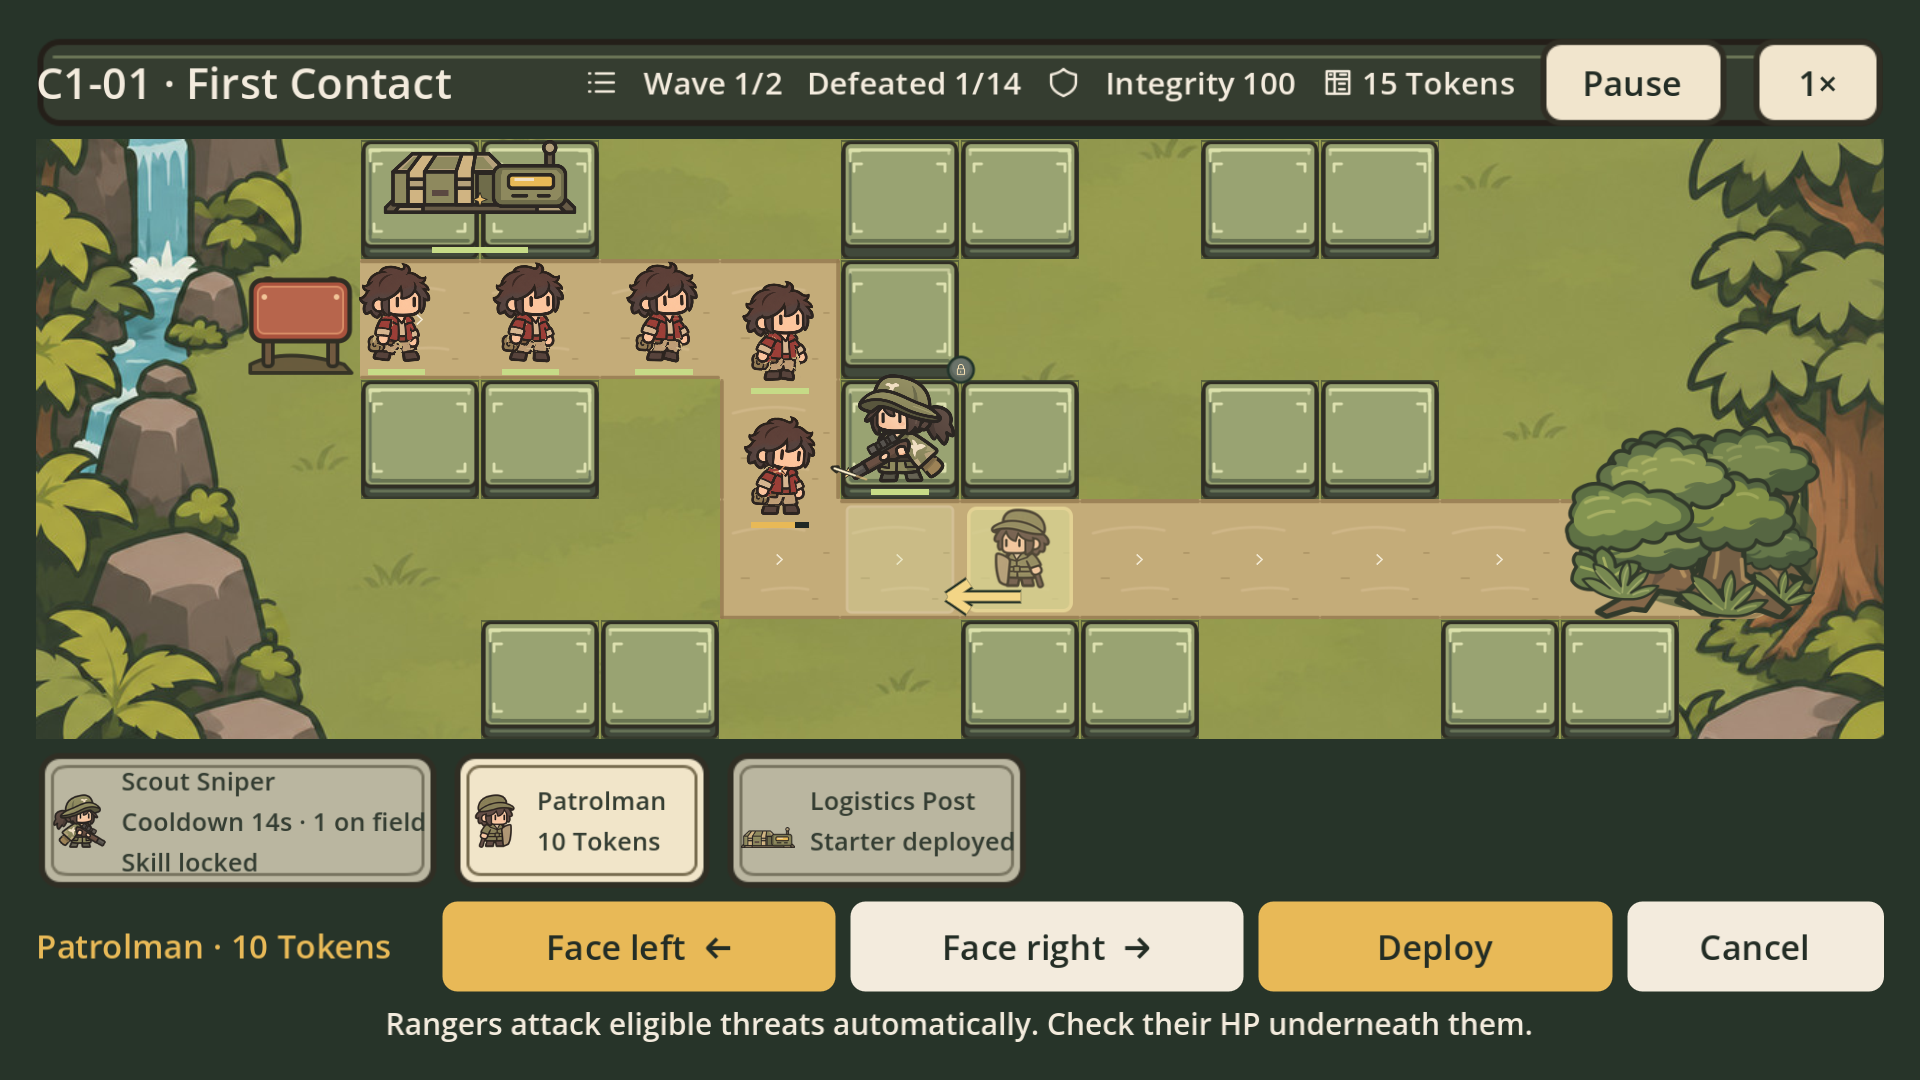 C1-01 · First Contact
Wave 1/2
Defeated 1/14
Integrity 100
15 Tokens
Pause
1×
Scout Sniper
Cooldown 14s · 1 on field
Skill locked
Patrolman
10 Tokens
Logistics Post
Starter deployed
Patrolman · 10 Tokens
Face left ←
Face right →
Deploy
Cancel
Rangers attack eligible threats automatically. Check their HP underneath them.